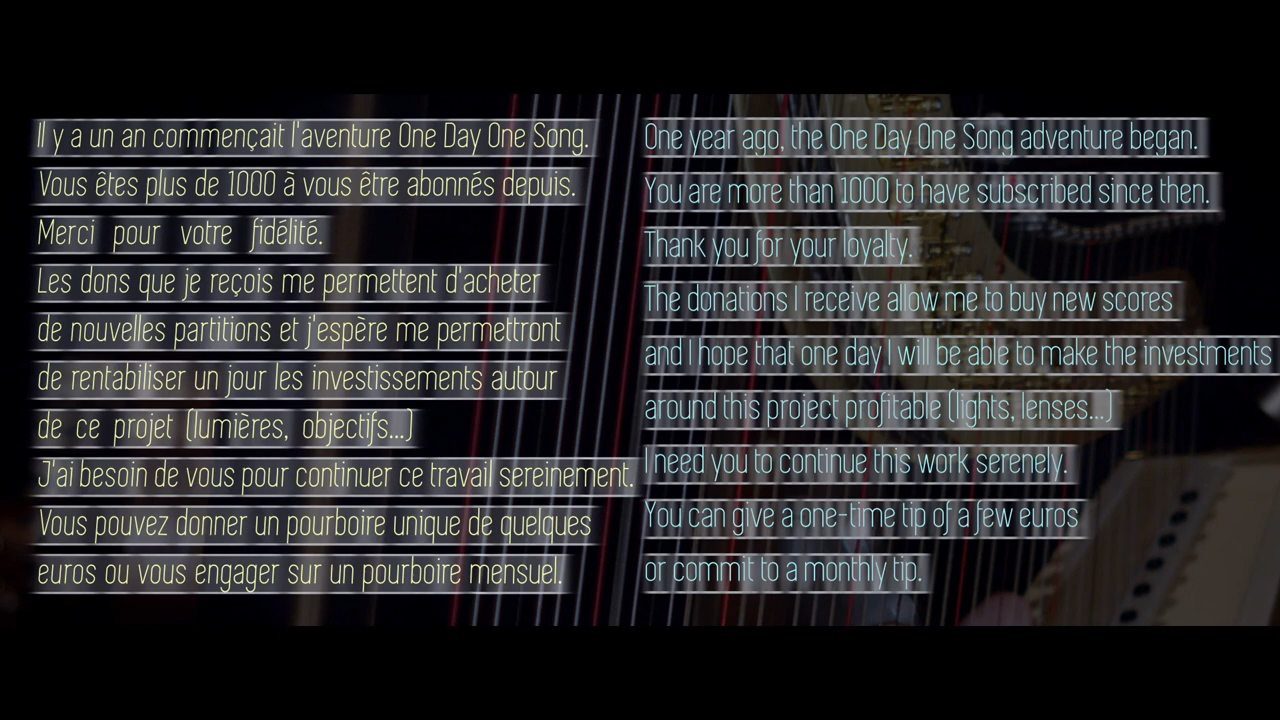 Il y a un an commençait l'aventure One Day One Song.
Vous êtes plus de 1000 à vous être abonnés depuis.
Merci pour votre fidélité.
Les dons que je reçois me permettent d'acheter
de nouvelles partitions et j'espère me permettront
de rentabiliser un jour les investissements autour
de ce projet (lumières, objectifs...)
J'ai besoin de vous pour continuer ce travail sereinement.
Vous pouvez donner un pourboire unique de quelques
euros ou vous engager sur un pourboire mensuel.
One year ago, the One Day One Song adventure began.
You are more than 1000 to have subscribed since then.
Thank you for your loyalty.
The donations I receive allow me to buy new scores
and I hope that one day I will be able to make the investments
around this project profitable (lights, lenses...)
I need you to continue this work serenely.
You can give a one-time tip of a few euros
or commit to a monthly tip.